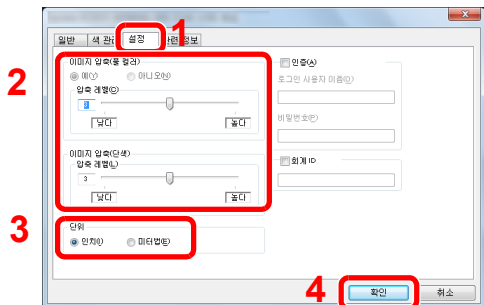 1
일반 색 관리 설정 관련 정보
2
이미지 압축(풀 컬러)
예(Y) 아니오(N)
압축 레벨(C)
3
낮다 높다
이미지 압축(단색)
압축 레벨(L)
3
낮다 높다
인증(A)
로그인 사용자 이름(O)
비밀번호(P)
회계 ID
3
단위
인치(I) 미터법(E)
4
확인 취소